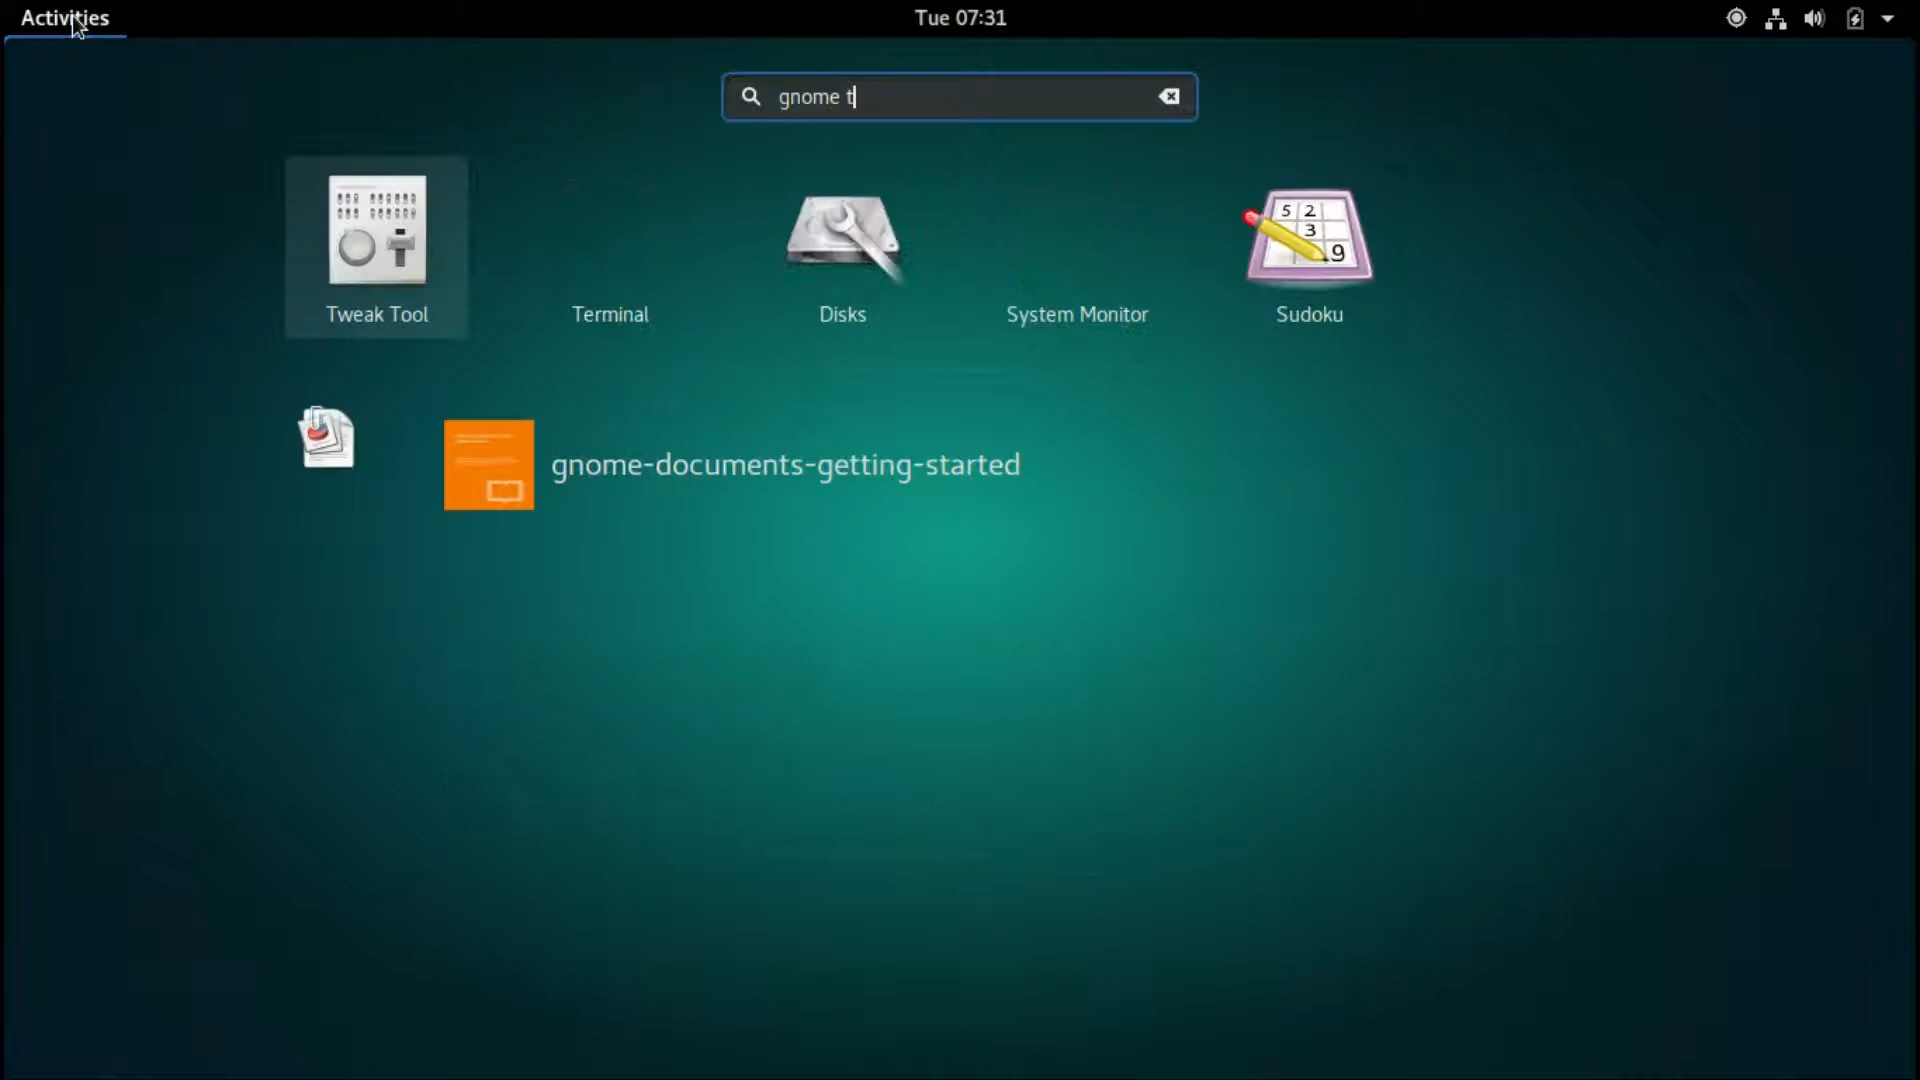 Activities
Tue 07:31
gnome t
5 2
3
9
Tweak Tool
Terminal
Disks
System Monitor
Sudoku
gnome-documents-getting-started